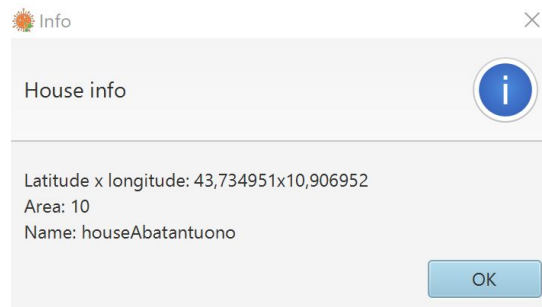 Info
House info
Latitude x longitude: 43,734951x10,906952
Area: 10
Name: houseAbatantuono
OK